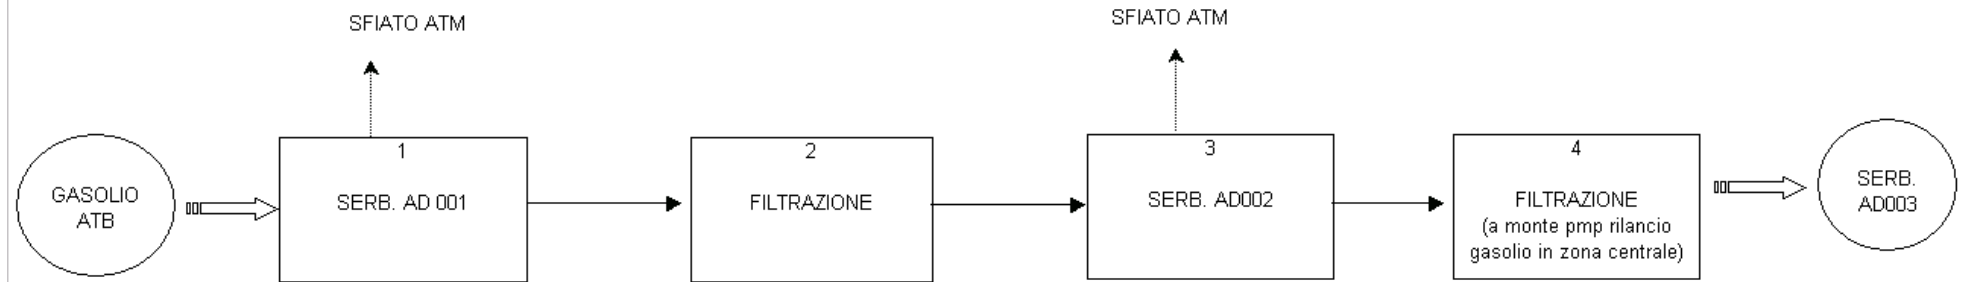 SFIATO ATM
SFIATO ATM
GASOLIO
ATB
1
SERB. AD 001
2
FILTRAZIONE
3
SERB. AD002
4
FILTRAZIONE
(a monte pmp rilancio
gasolio in zona centrale)
SERB.
AD003